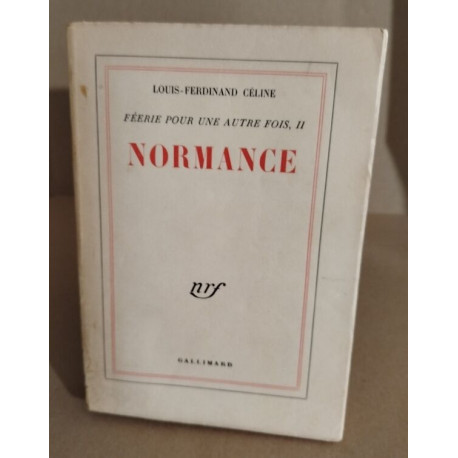 LOUIS-FERDINAND CÉLINE
FÉERIE POUR UNE AUTRE FOIS, II
NORMANCE
nrf
GALLIMARD